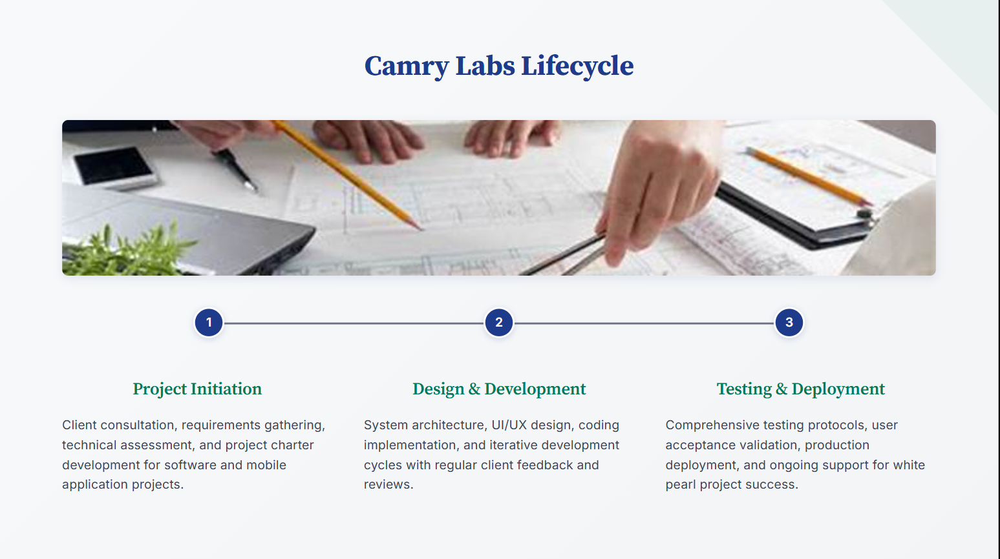 Camry Labs Lifecycle
1
2
3
Project Initiation
Client consultation, requirements gathering,
technical assessment, and project charter
development for software and mobile
application projects.
Design & Development
System architecture, UI/UX design, coding
implementation, and iterative development
cycles with regular client feedback and
reviews.
Testing & Deployment
Comprehensive testing protocols, user
acceptance validation, production
deployment, and ongoing support for white
pearl project success.